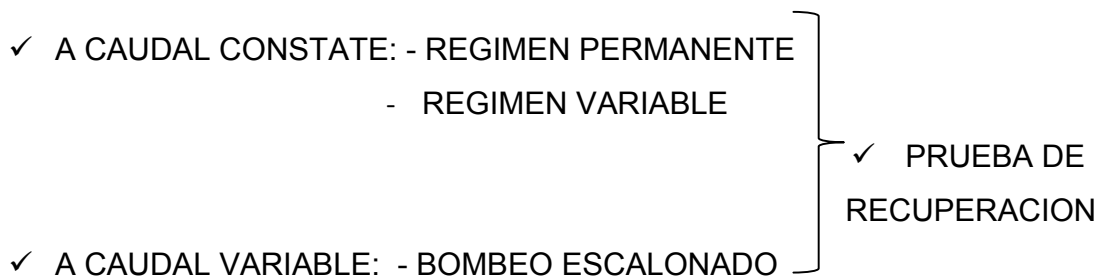 ✓ A CAUDAL CONSTATE: - REGIMEN PERMANENTE
- REGIMEN VARIABLE
✓ PRUEBA DE
RECUPERACION
✓ A CAUDAL VARIABLE: - BOMBEO ESCALONADO